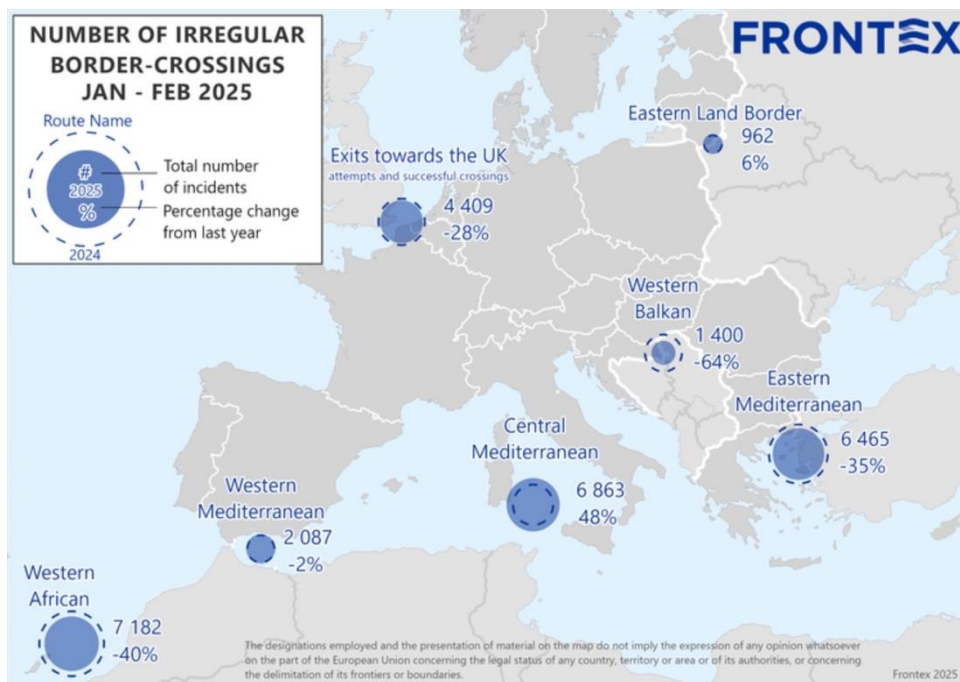 NUMBER OF IRREGULAR
BORDER-CROSSINGS
JAN - FEB 2025
Route Name
#
2025
%
Total number
of incidents
Percentage change
from last year
2024
FRONTEX
Eastern Land Border
962
6%
Exits towards the UK
attempts and successful crossings
4 409
-28%
Western
Balkan
1 400
-64%
Eastern
Mediterranean
6 465
-35%
Central
Mediterranean
6 863
48%
Western
Mediterranean
2 087
-2%
Western
African
7 182
-40%
The designations employed and the presentation of material on the map do not imply the expression of any opinion whatsoever
on the part of the European Union concerning the legal status of any country, territory or area or of its authorities, or concerning
the delimitation of its frontiers or boundaries.
Frontex 2025